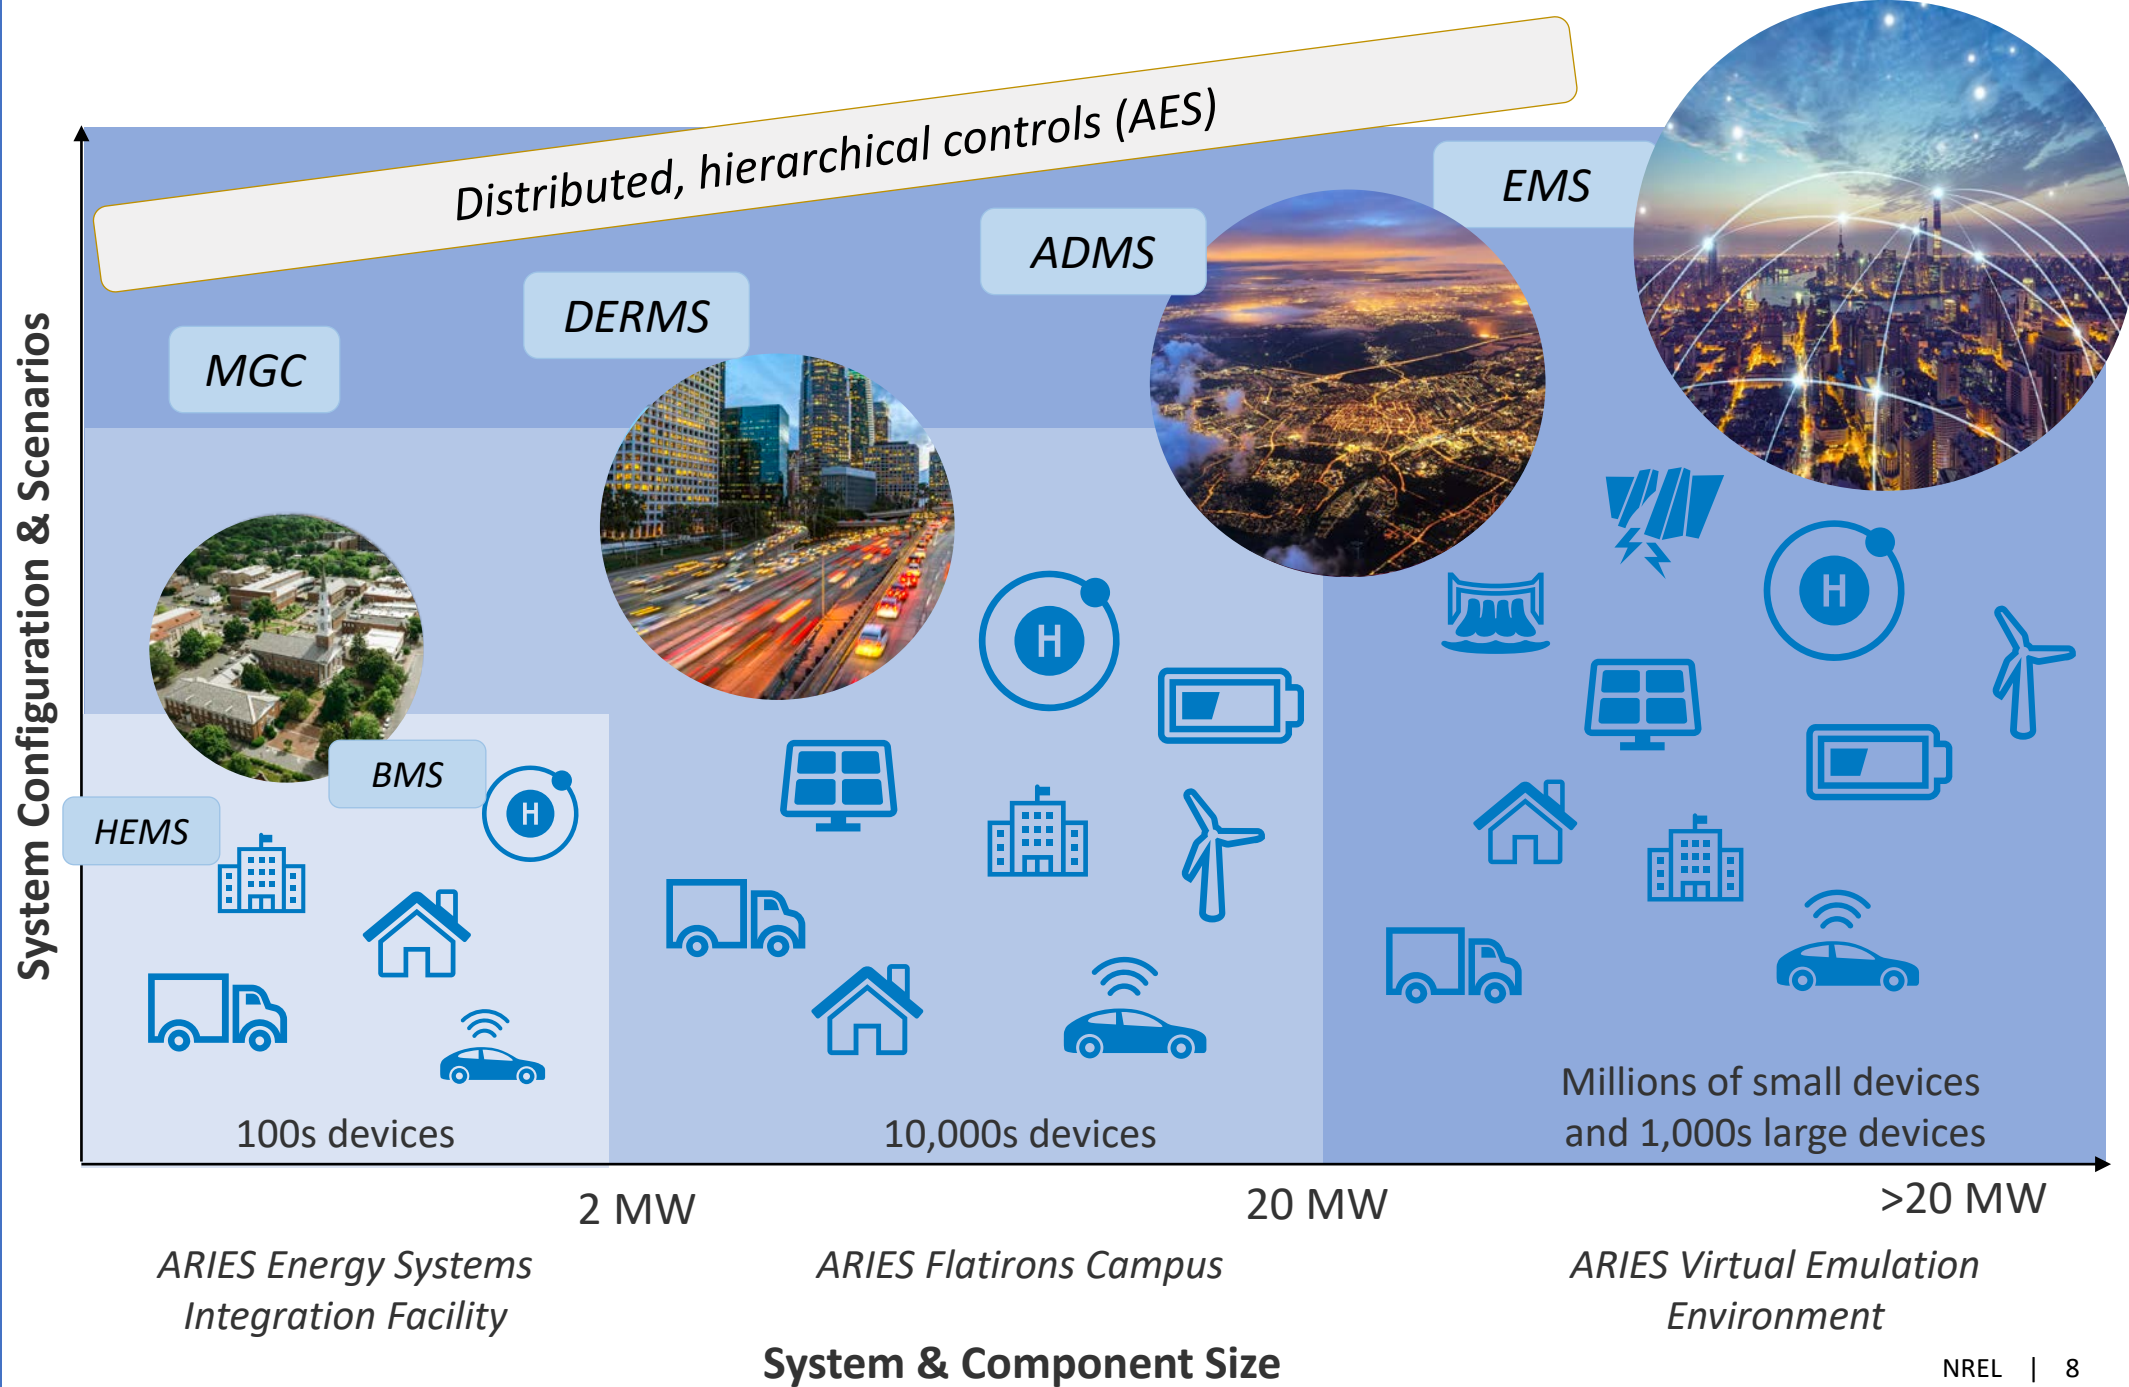 Distributed, hierarchical controls (AES)
EMS
ADMS
DERMS
MGC
System Configuration & Scenarios
BMS
HEMS
H
H
H
100s devices
10,000s devices
Millions of small devices
and 1,000s large devices
2 MW
20 MW
>20 MW
ARIES Energy Systems
Integration Facility
ARIES Flatirons Campus
ARIES Virtual Emulation
Environment
System & Component Size
NREL | 8